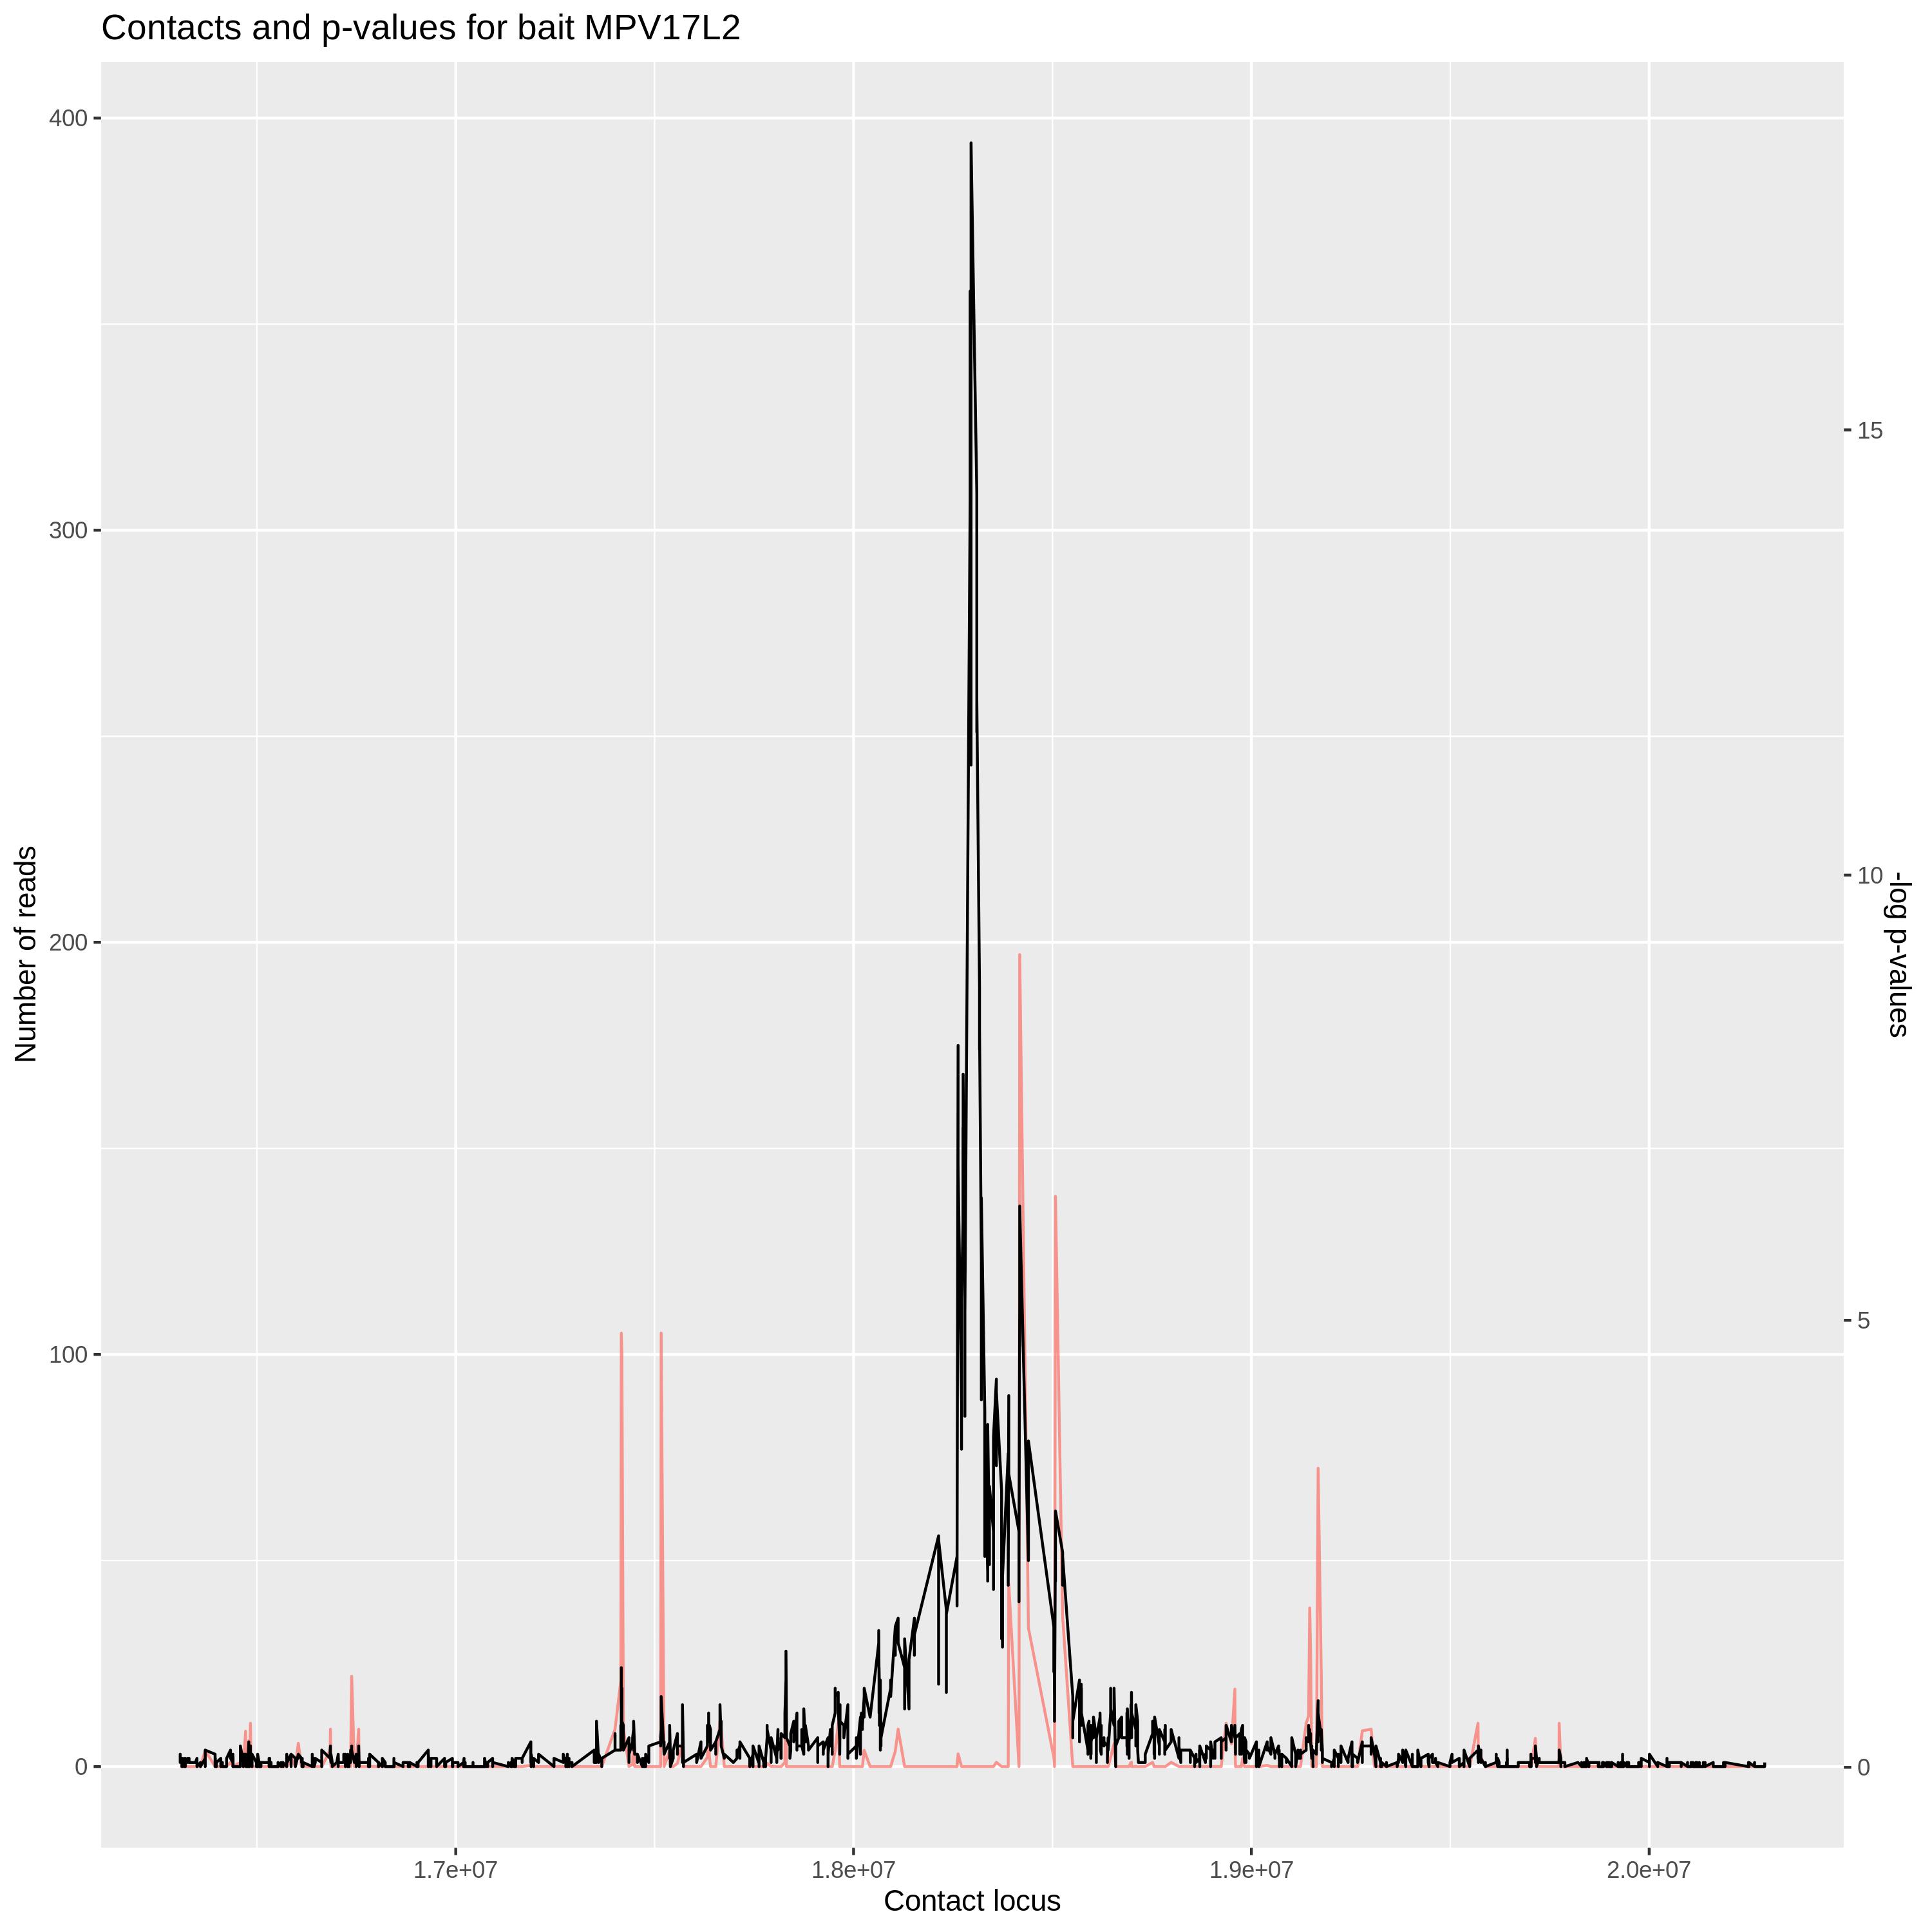 Contacts and p-values for bait MPV17L2
400
300
200
100
0
Number of reads
15
10
5
0
-log p-values
1.7e+07
1.8e+07
1.9e+07
2.0e+07
Contact locus